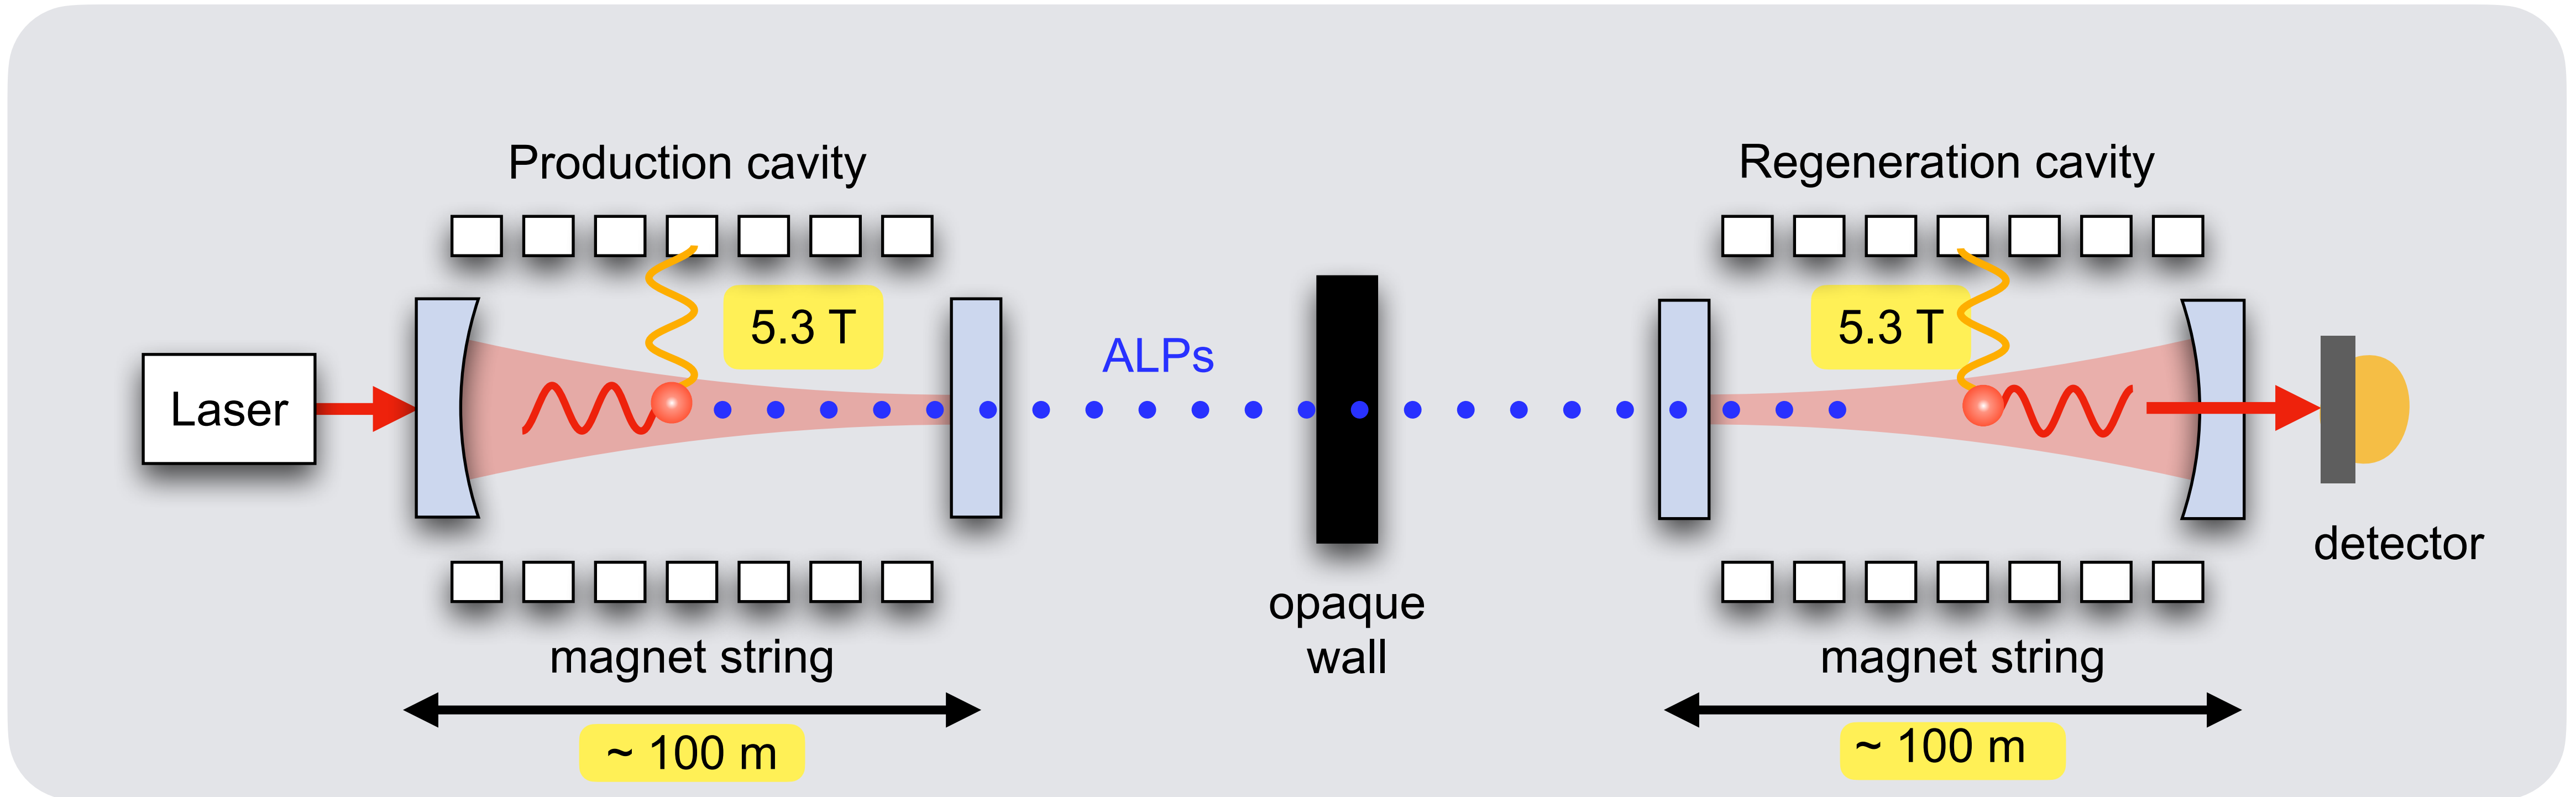 Production cavity
Regeneration cavity
5.3 T
5.3 T
ALPs
Laser
detector
opaque
wall
magnet string
magnet string
~ 100 m
~ 100 m